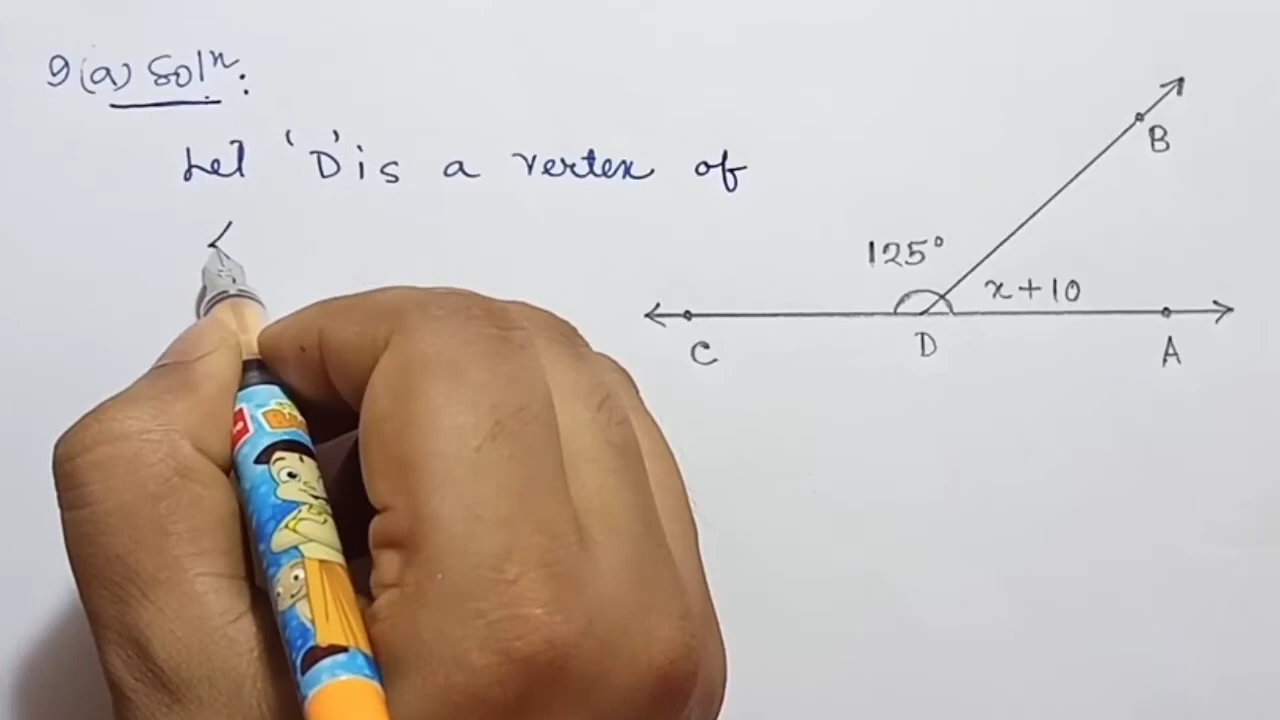 9(a) Solⁿ:
Let 'D' is a vertex of
<
B
125°
x+10
C
D
A